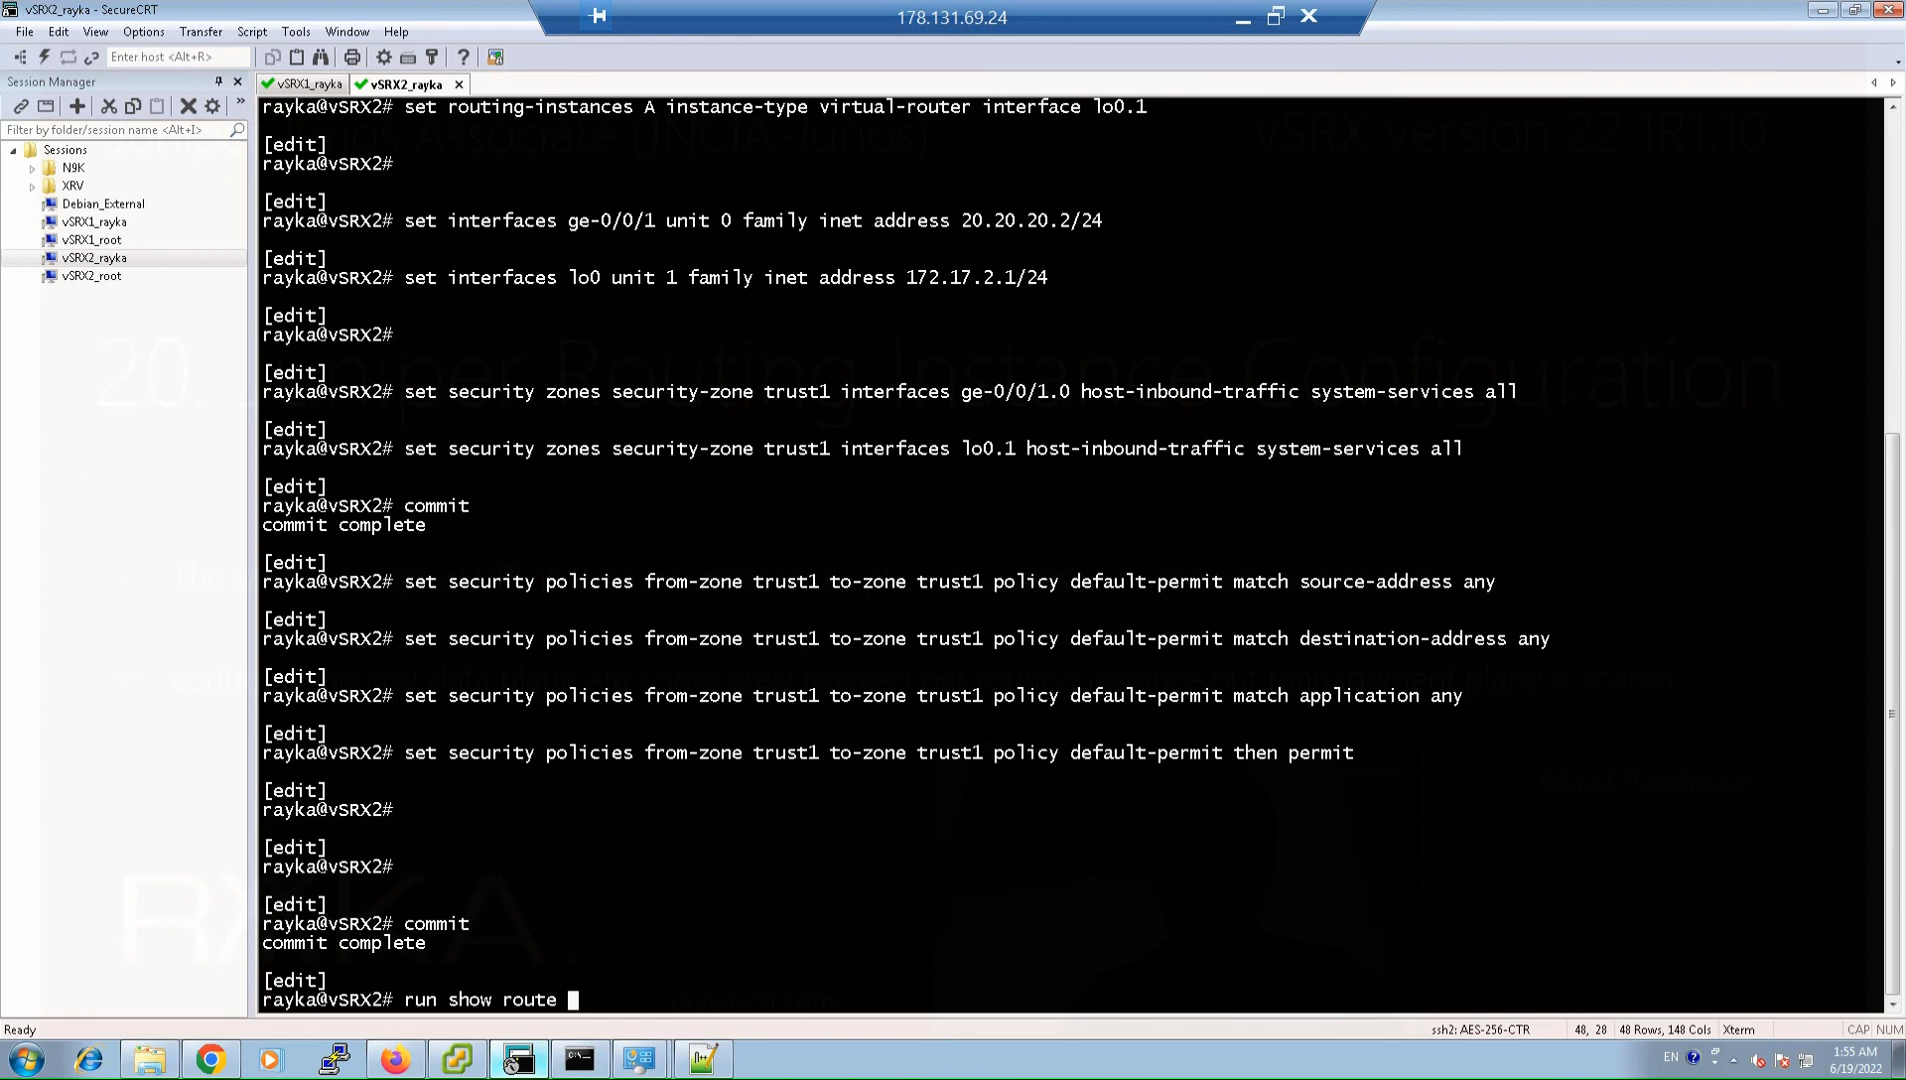 vSRX2_rayka - SecureCRT
178.131.69.24
File Edit View Options Transfer Script Tools Window Help
Enter host <Alt+R>
Session Manager
vSRX1_rayka
vSRX2_rayka
Filter by folder/session name <Alt+I>
Sessions
N9K
XRV
Debian_External
vSRX1_rayka
vSRX1_root
vSRX2_rayka
vSRX2_root
rayka@vSRX2# set routing-instances A instance-type virtual-router interface lo0.1
[edit]
rayka@vSRX2#
[edit]
rayka@vSRX2# set interfaces ge-0/0/1 unit 0 family inet address 20.20.20.2/24
[edit]
rayka@vSRX2# set interfaces lo0 unit 1 family inet address 172.17.2.1/24
[edit]
rayka@vSRX2#
[edit]
rayka@vSRX2# set security zones security-zone trust1 interfaces ge-0/0/1.0 host-inbound-traffic system-services all
[edit]
rayka@vSRX2# set security zones security-zone trust1 interfaces lo0.1 host-inbound-traffic system-services all
[edit]
rayka@vSRX2# commit
commit complete
[edit]
rayka@vSRX2# set security policies from-zone trust1 to-zone trust1 policy default-permit match source-address any
[edit]
rayka@vSRX2# set security policies from-zone trust1 to-zone trust1 policy default-permit match destination-address any
[edit]
rayka@vSRX2# set security policies from-zone trust1 to-zone trust1 policy default-permit match application any
[edit]
rayka@vSRX2# set security policies from-zone trust1 to-zone trust1 policy default-permit then permit
[edit]
rayka@vSRX2#
[edit]
rayka@vSRX2#
[edit]
rayka@vSRX2# commit
commit complete
[edit]
rayka@vSRX2# run show route
vSRX version 22.1R1.10
20. per Routing Instance Configuration
Ready
ssh2: AES-256-CTR 48, 28 48 Rows, 148 Cols Xterm CAP NUM
EN
1:55 AM
6/19/2022